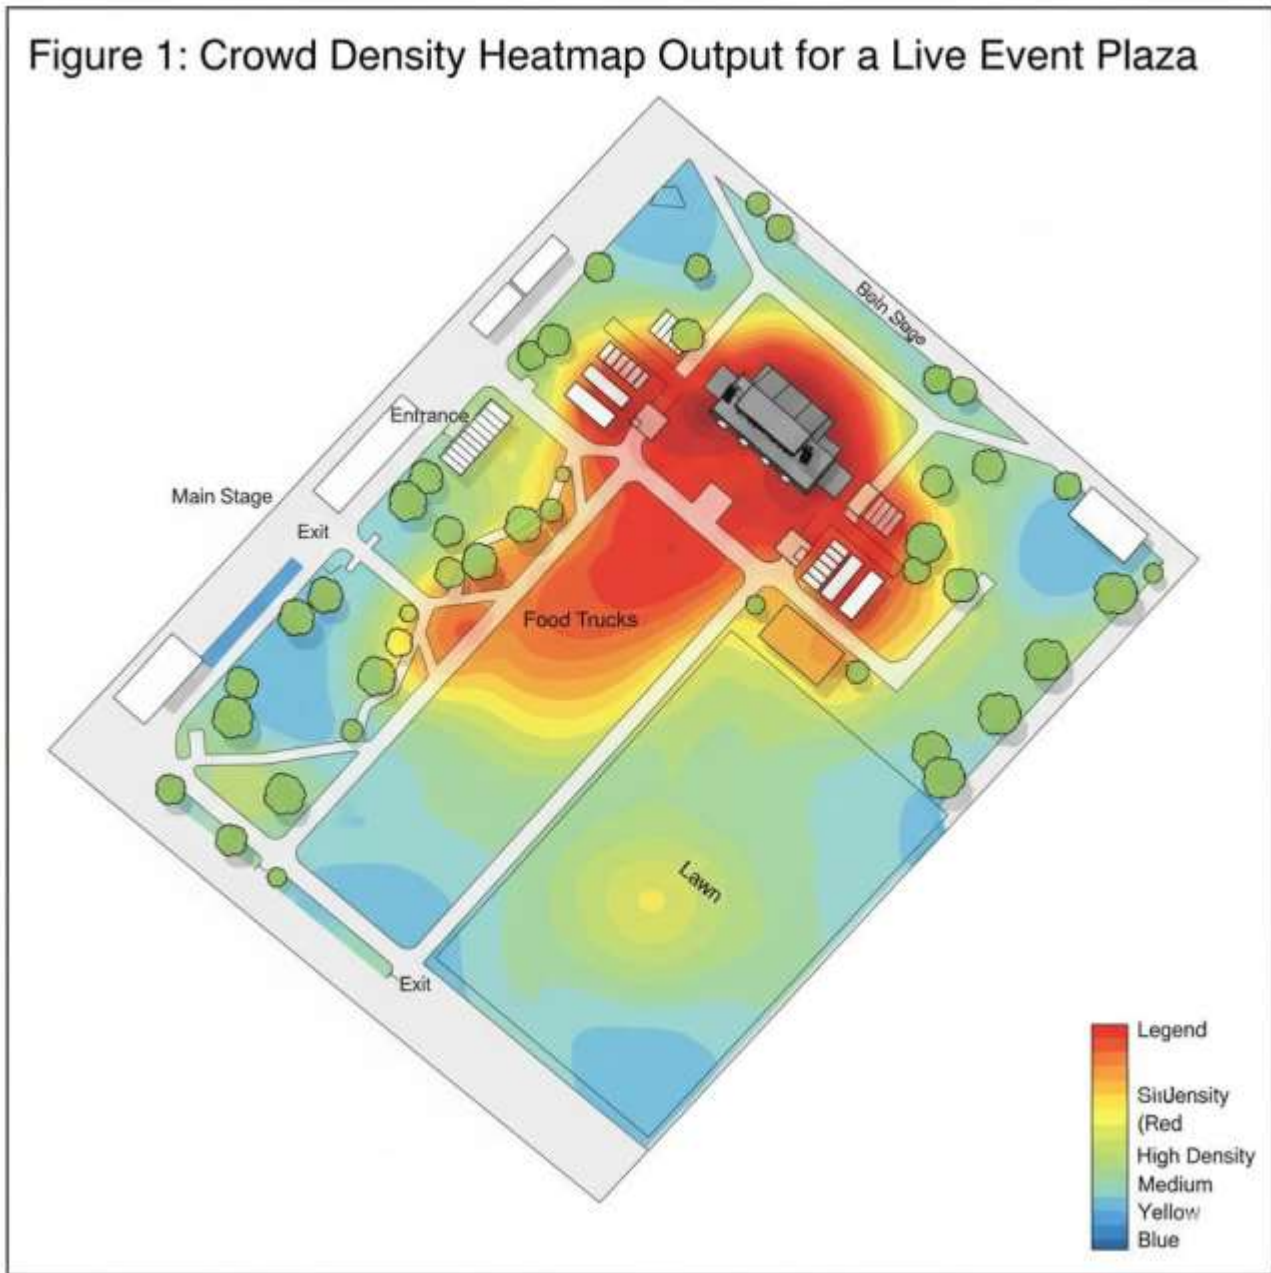 Figure 1: Crowd Density Heatmap Output for a Live Event Plaza
Stage
Entrance
Main Stage
Exit
Food Trucks
Lawn
Exit
Legend
(Red
High Density
Medium
Yellow
Blue